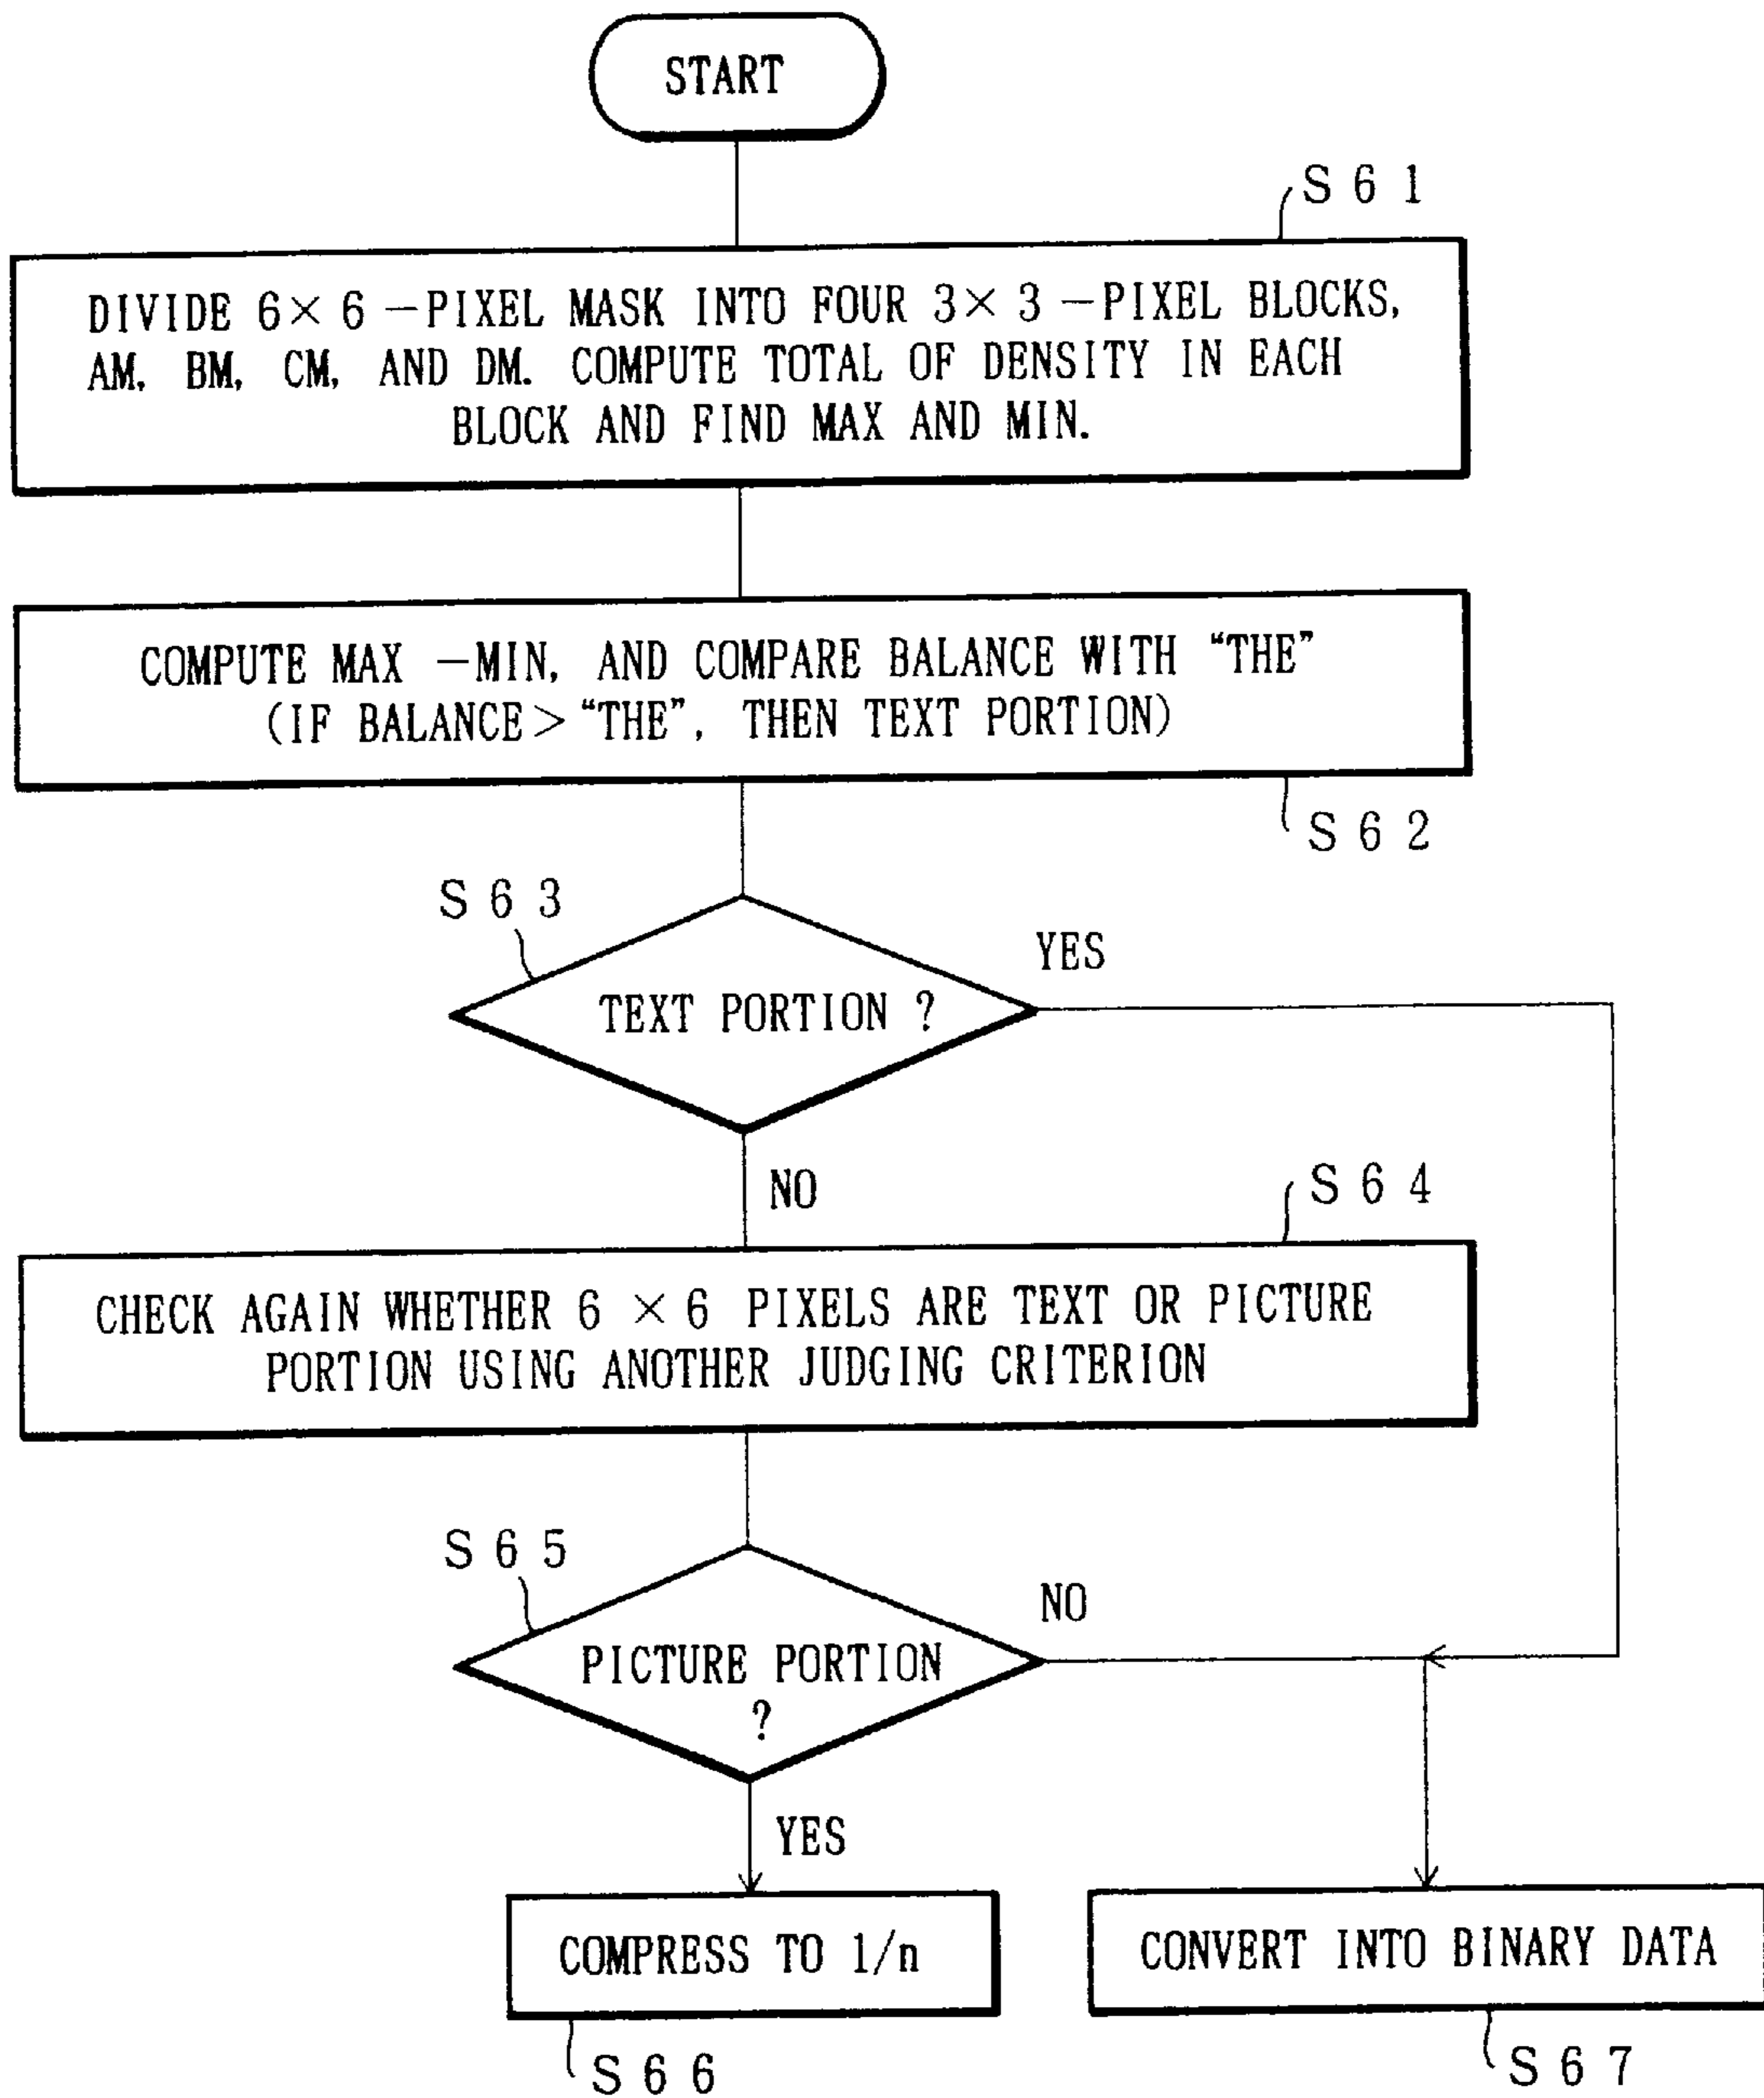 START
S61
DIVIDE 6×6-PIXEL MASK INTO FOUR 3×3-PIXEL BLOCKS,
AM, BM, CM, AND DM. COMPUTE TOTAL OF DENSITY IN EACH
BLOCK AND FIND MAX AND MIN.
COMPUTE MAX -MIN, AND COMPARE BALANCE WITH “THE”
(IF BALANCE > “THE”, THEN TEXT PORTION)
S62
S63
YES
TEXT PORTION ?
NO
S64
CHECK AGAIN WHETHER 6 × 6 PIXELS ARE TEXT OR PICTURE
PORTION USING ANOTHER JUDGING CRITERION
S65
NO
PICTURE PORTION
?
YES
COMPRESS TO 1/n
CONVERT INTO BINARY DATA
S66
S67